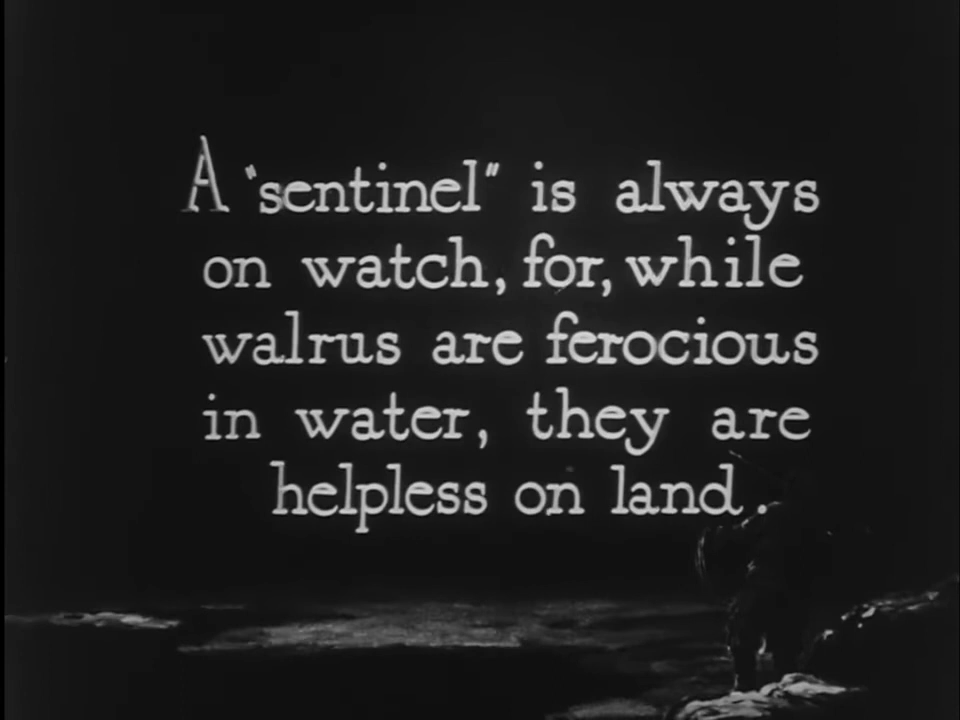 A "sentinel" is always
on watch, for, while
walrus are ferocious
in water, they are
helpless on land.